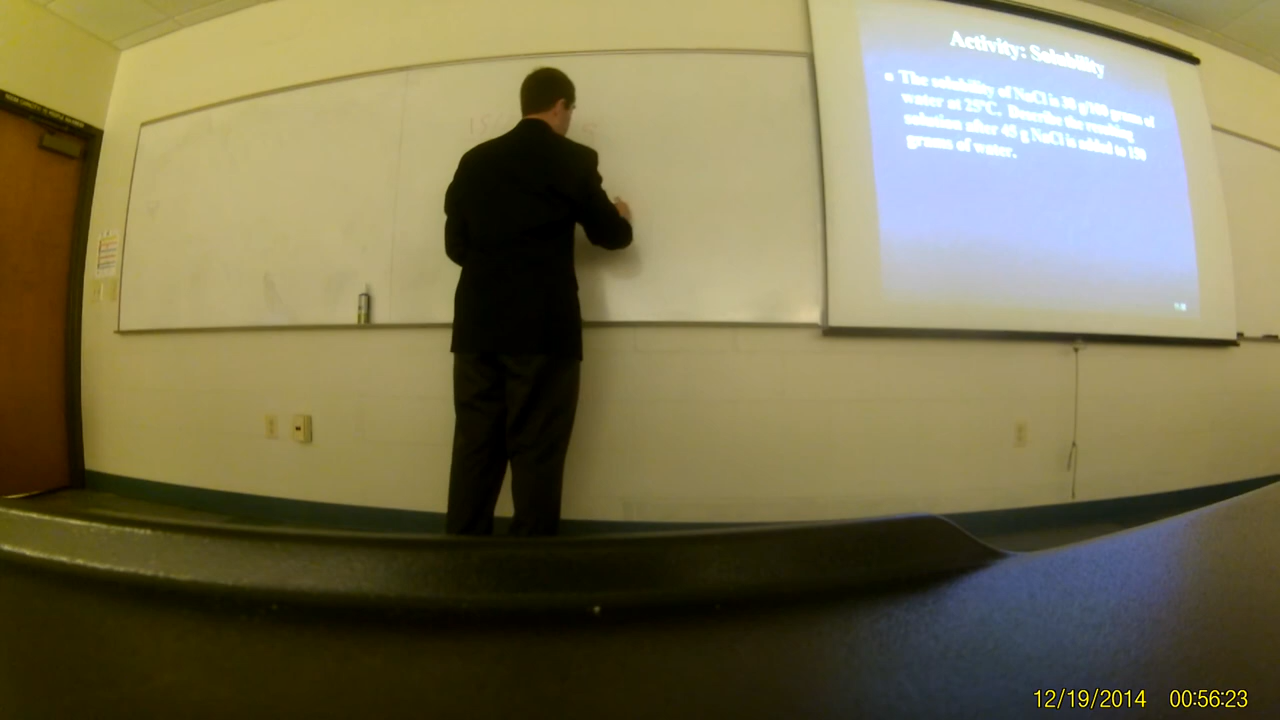 Activity: Solubility
The solubility of NaCl is 30 g/100 grams of
water at 25°C. Describe the resulting
solution after 45 g NaCl is added to 150
grams of water.
12/19/2014 00:56:23